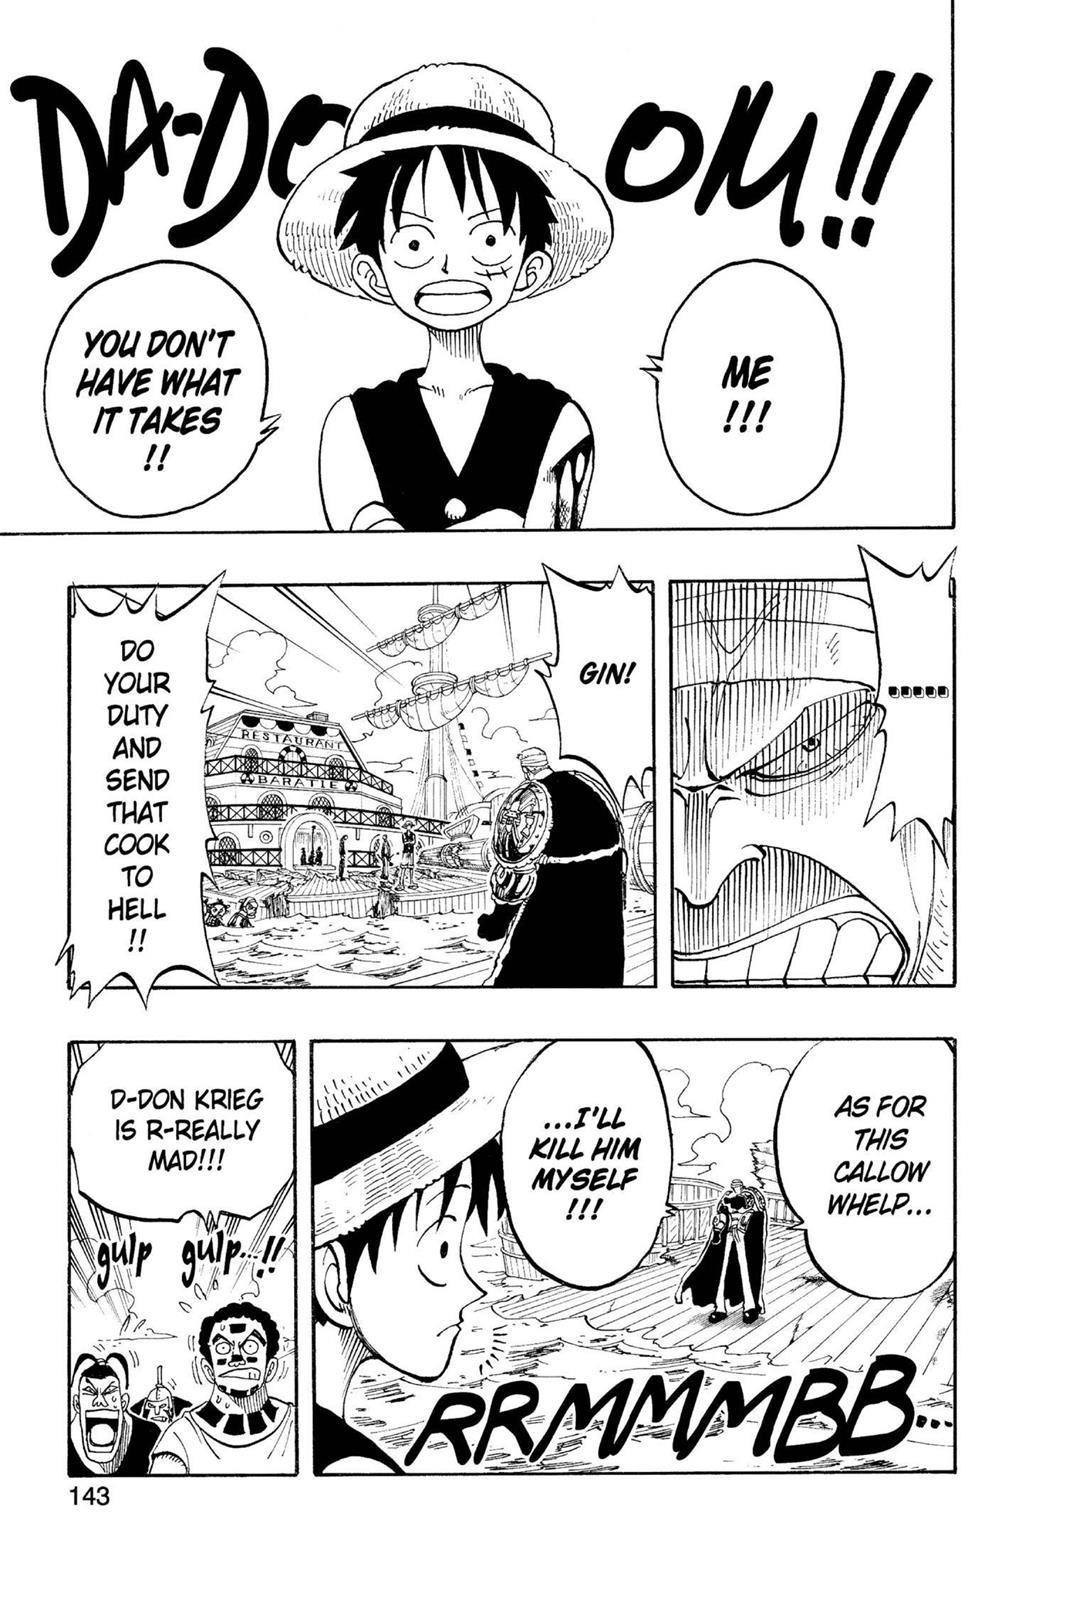 DA-DOOM!!
ME
!!!
YOU DON'T
HAVE WHAT
IT TAKES
!!
.....
GIN!
DO
YOUR
DUTY
AND
SEND
THAT
COOK
TO
HELL
!!
RESTAURANT
BARATIE
AS FOR
THIS
CALLOW
WHELP...
...I'LL
KILL HIM
MYSELF
!!!
RRMMMMBB...
D-DON KRIEG
IS R-REALLY
MAD!!!
gulp gulp...!!
143